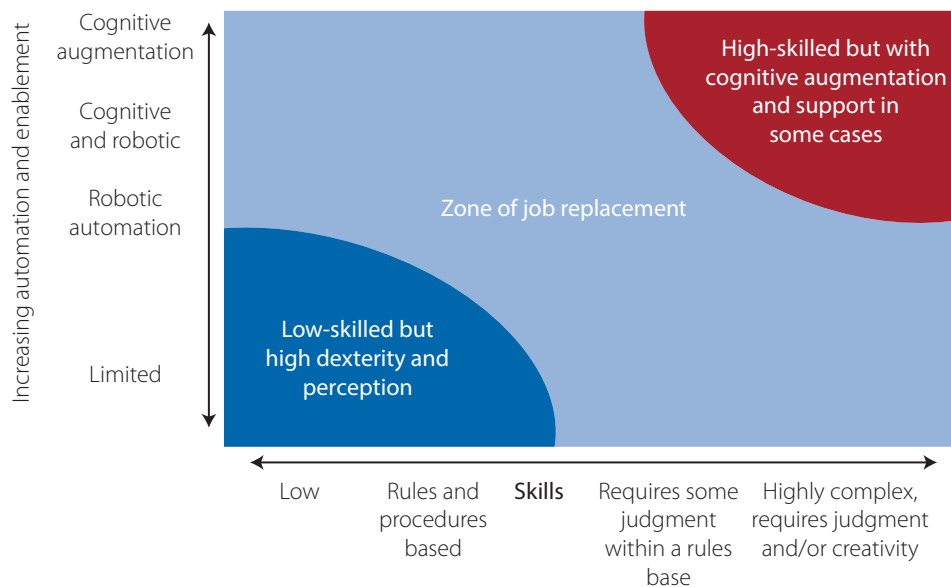 Increasing automation and enablement
Cognitive
augmentation
Cognitive
and robotic
Robotic
automation
Limited
High-skilled but with
cognitive augmentation
and support in
some cases
Zone of job replacement
Low-skilled but
high dexterity and
perception
Low
Rules and
procedures
based
Skills
Requires some
judgment
within a rules
base
Highly complex,
requires judgment
and/or creativity